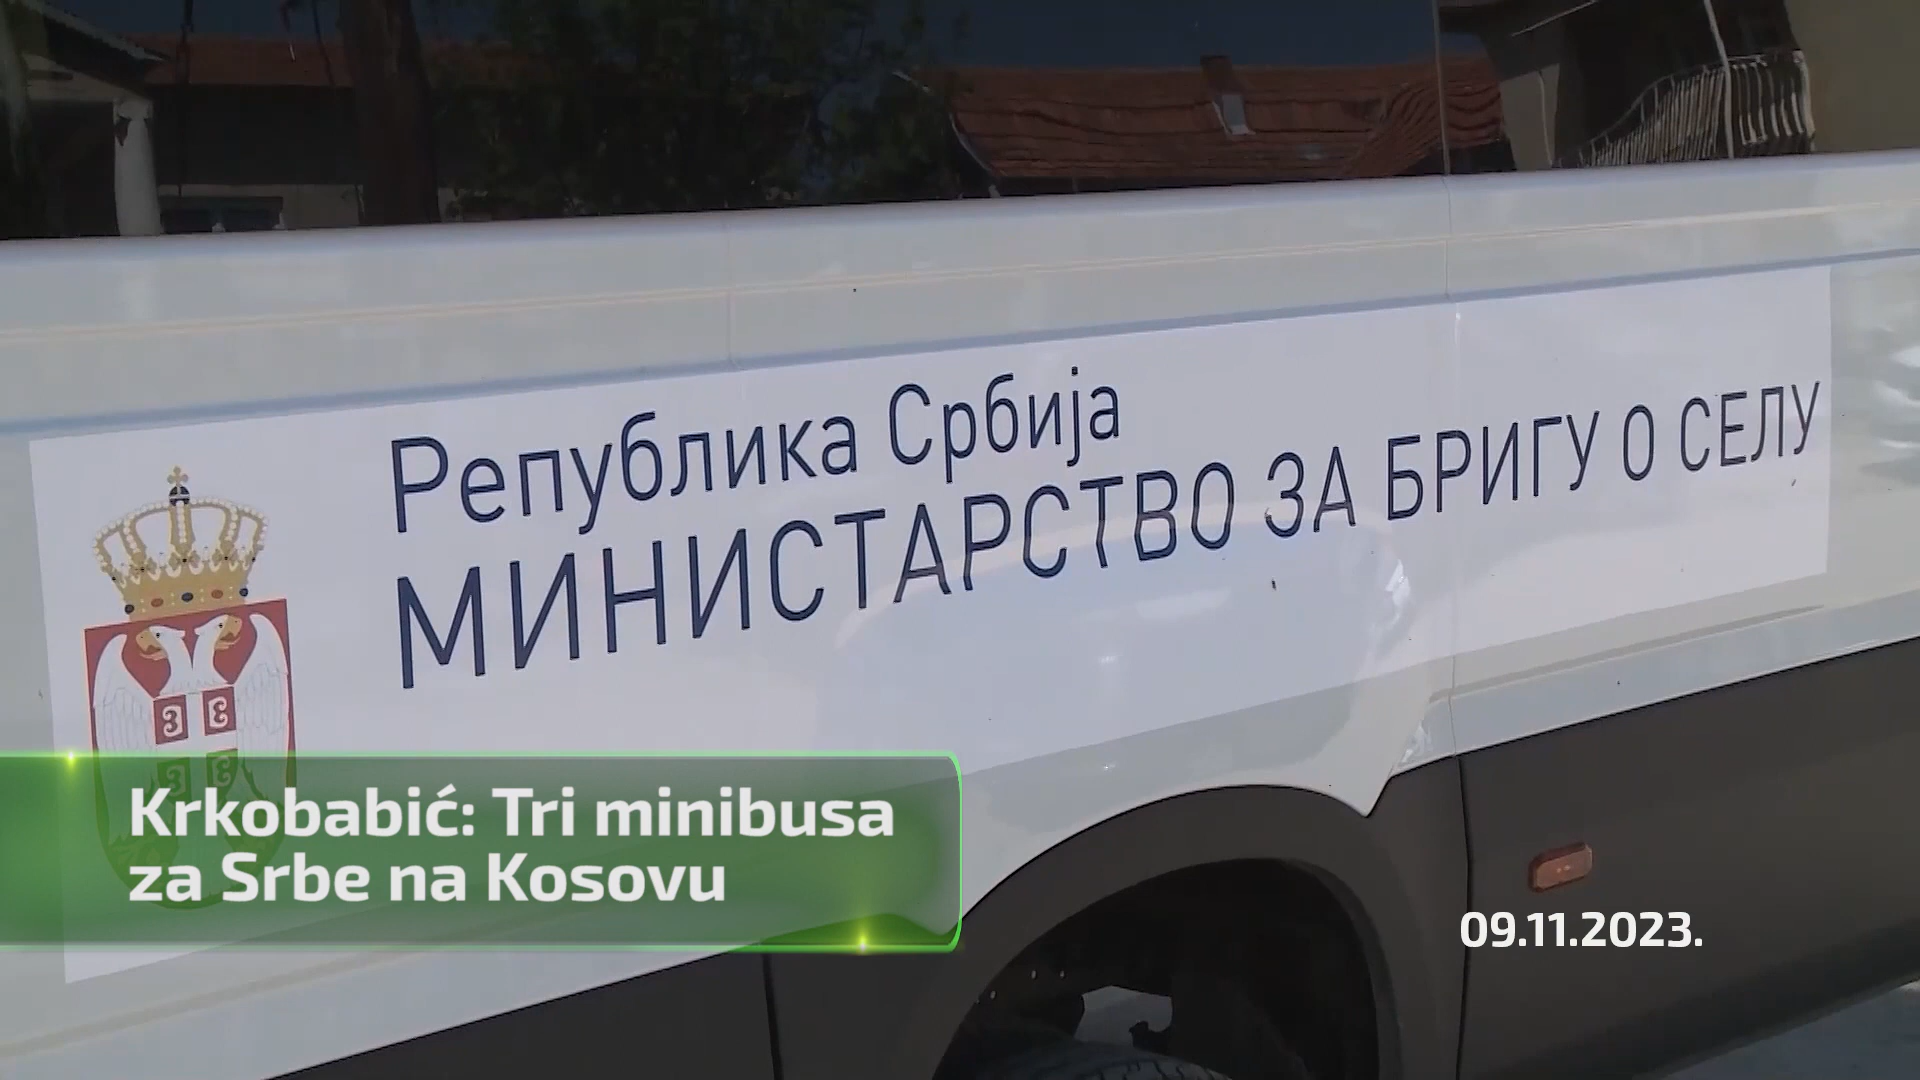 Република Србија
МИНИСТАРСТВО ЗА БРИГУ О СЕЛУ
Krkobabić: Tri minibusa
za Srbe na Kosovu
09.11.2023.